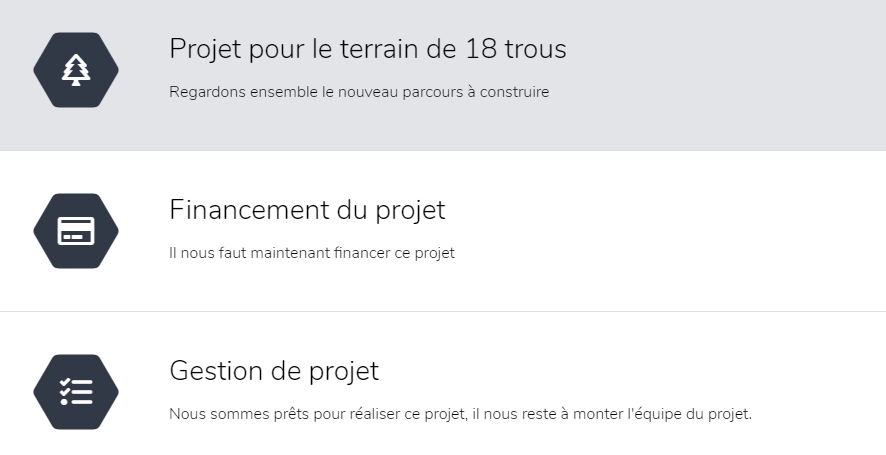 Projet pour le terrain de 18 trous
Regardons ensemble le nouveau parcours à construire
Financement du projet
Il nous faut maintenant financer ce projet
Gestion de projet
Nous sommes prêts pour réaliser ce projet, il nous reste à monter l'équipe du projet.